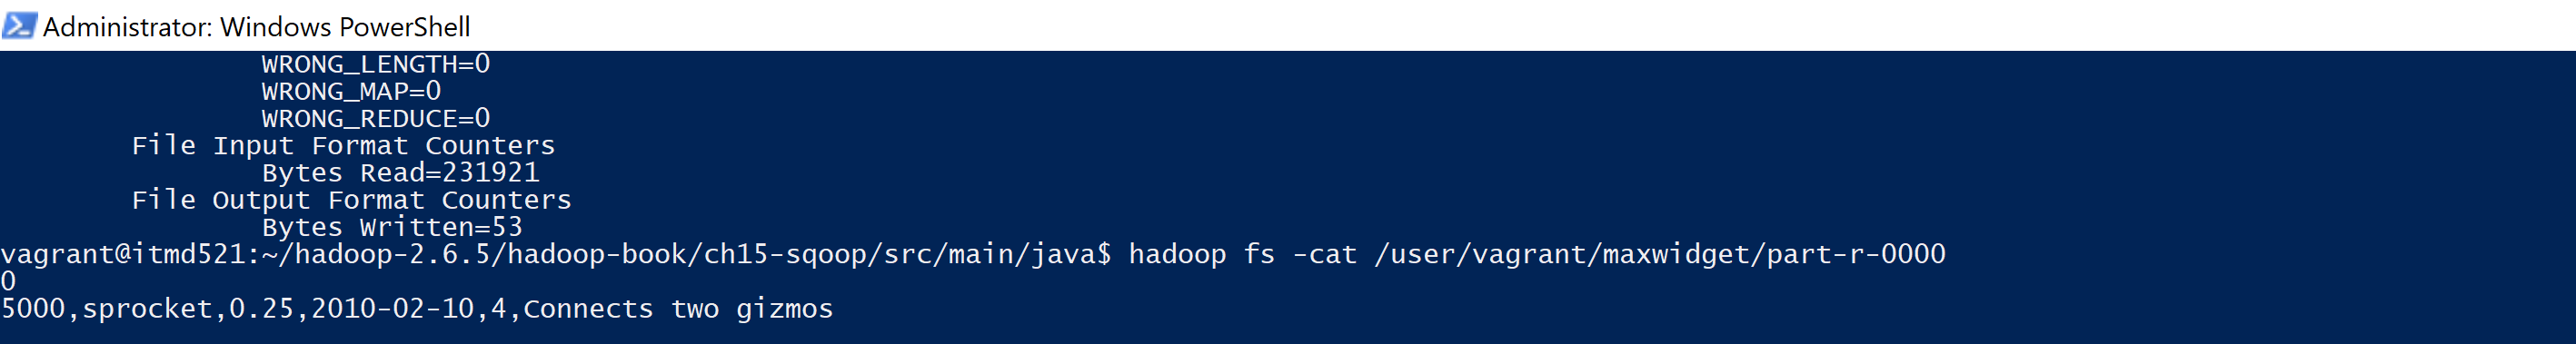 Administrator: Windows PowerShell
WRONG_LENGTH=0
WRONG_MAP=0
WRONG_REDUCE=0
File Input Format Counters
Bytes Read=231921
File Output Format Counters
Bytes Written=53
vagrant@itmd521:~/hadoop-2.6.5/hadoop-book/ch15-sqoop/src/main/java$ hadoop fs -cat /user/vagrant/maxwidget/part-r-0000
0
5000,sprocket,0.25,2010-02-10,4,Connects two gizmos